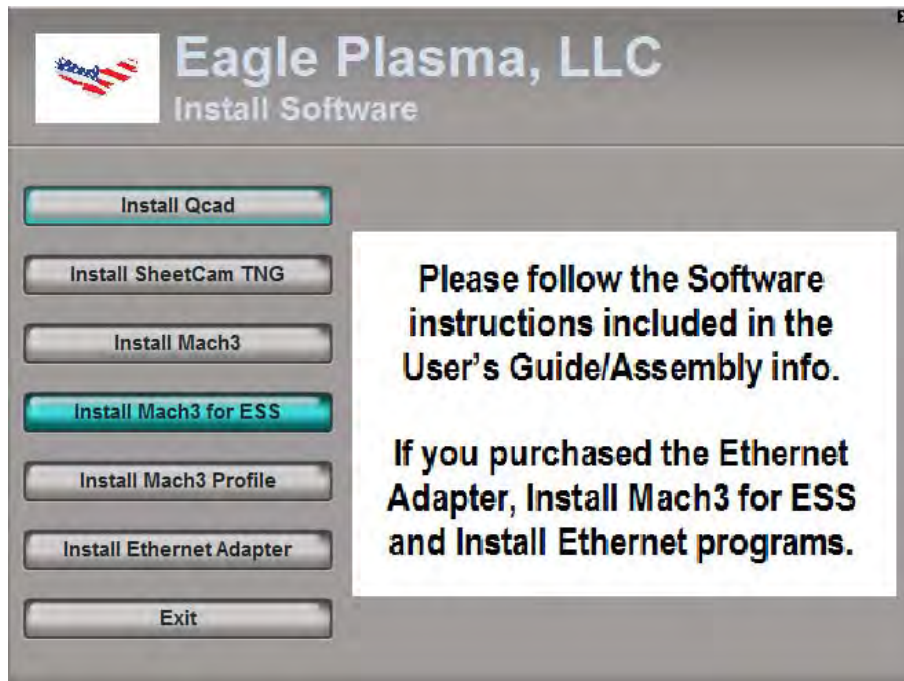 Eagle Plasma, LLC
Install Software
Install Qcad
Install SheetCam TNG
Install Mach3
Install Mach3 for ESS
Install Mach3 Profile
Install Ethernet Adapter
Exit
Please follow the Software
instructions included in the
User's Guide/Assembly info.
If you purchased the Ethernet
Adapter, Install Mach3 for ESS
and Install Ethernet programs.